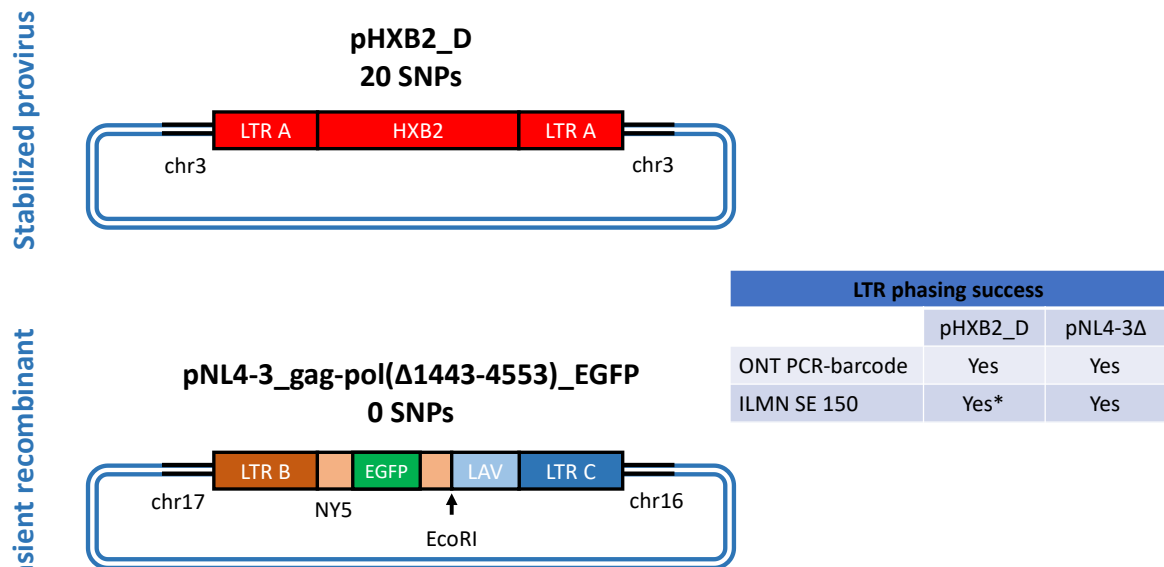 Stabilized provirus
pHXB2_D
20 SNPs
LTR A HXB2 LTR A
chr3 chr3
LTR phasing success
pHXB2_D pNL4-3Δ
ONT PCR-barcode Yes Yes
ILMN SE 150 Yes* Yes
recombinant
pNL4-3_gag-pol(Δ1443-4553)_EGFP
0 SNPs
LTR B EGFP LAV LTR C
chr17 NY5 chr16
EcoRI